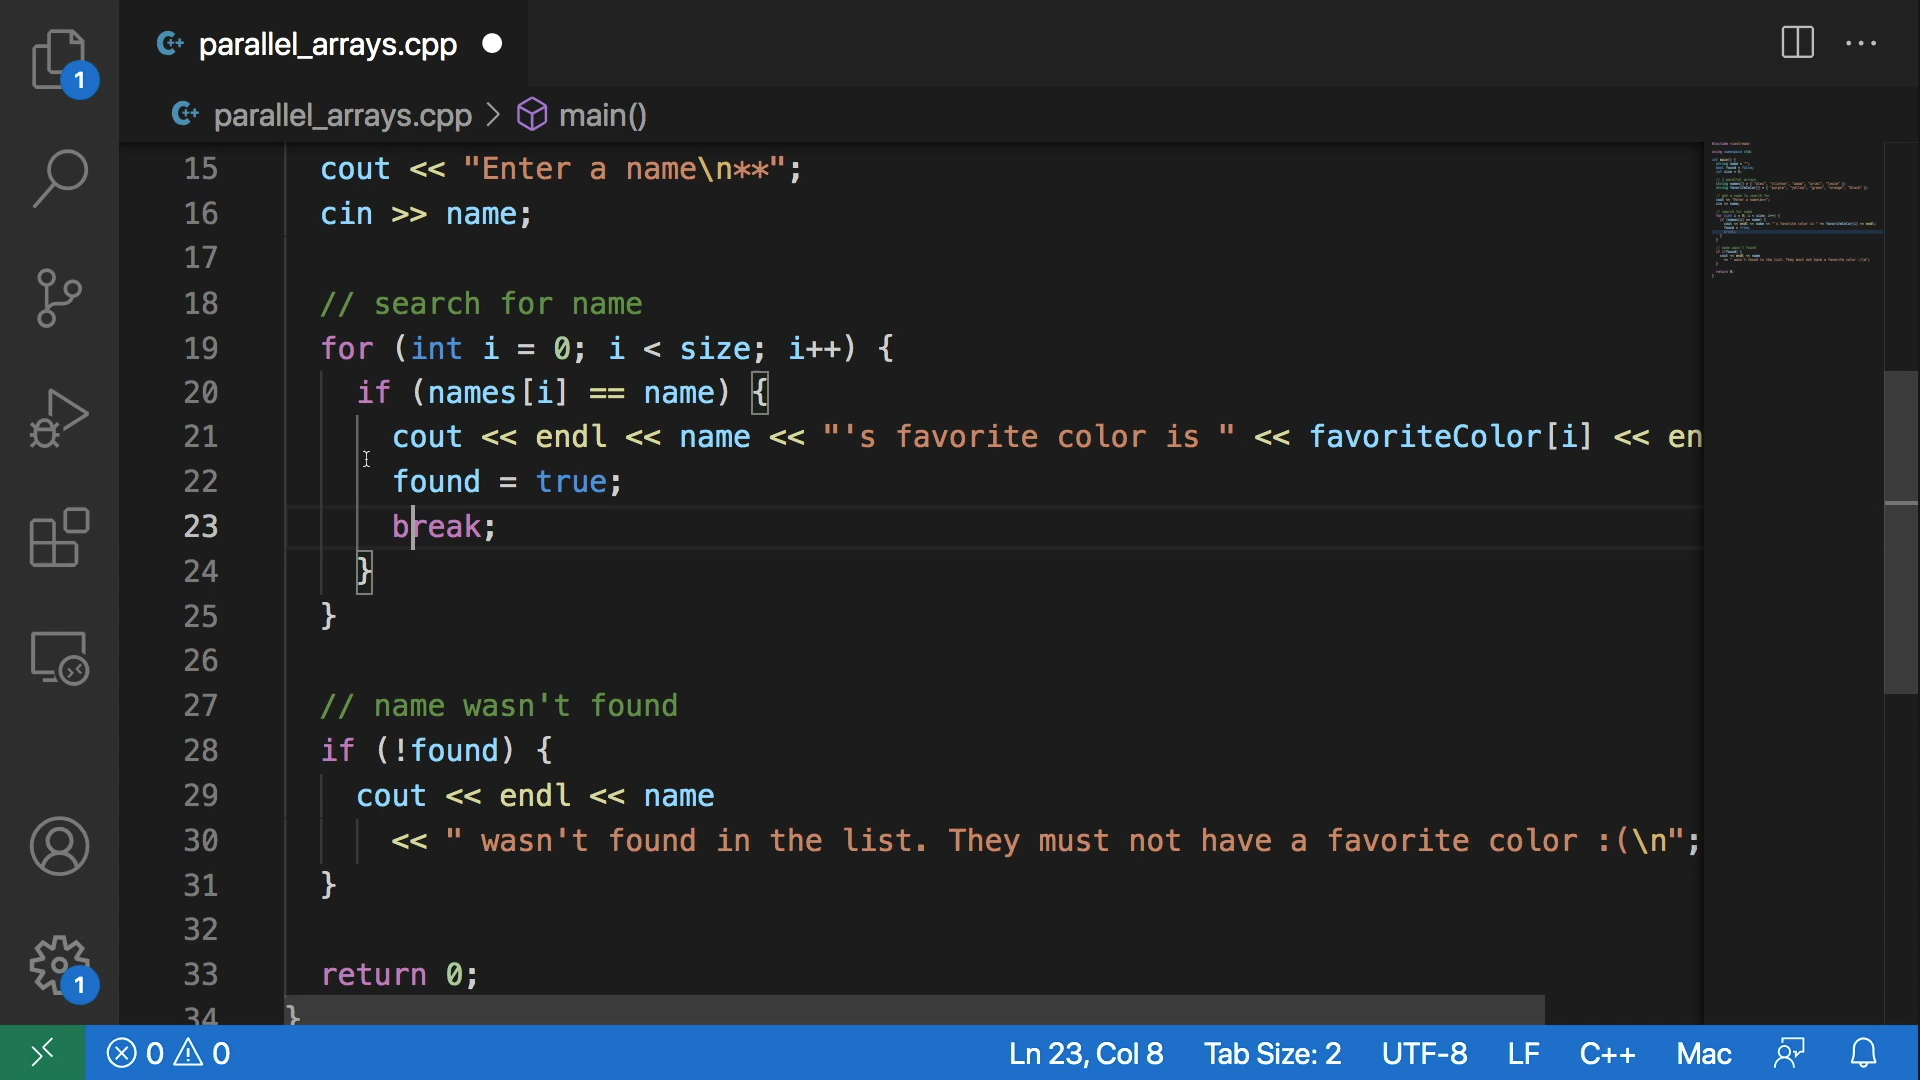 1
parallel_arrays.cpp
parallel_arrays.cpp > main()
15 cout << "Enter a name\n**";
16 cin >> name;
17
18 // search for name
19 for (int i = 0; i < size; i++) {
20 if (names[i] == name) {
21 cout << endl << name << "'s favorite color is " << favoriteColor[i] << en
22 found = true;
23 break;
24 }
25 }
26
27 // name wasn't found
28 if (!found) {
29 cout << endl << name
30 << " wasn't found in the list. They must not have a favorite color :(\n";
31 }
32
33 return 0;
34 }
1
0 0 Ln 23, Col 8 Tab Size: 2 UTF-8 LF C++ Mac